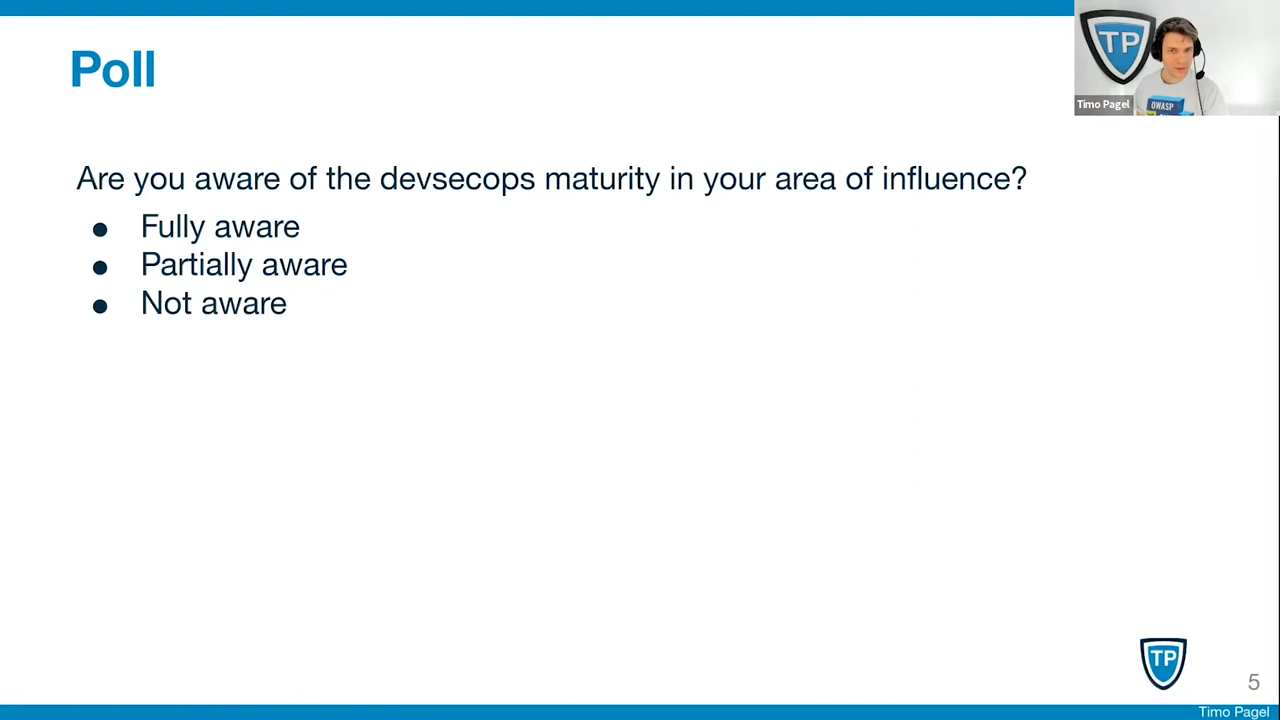 Poll
TP
Timo Pagel
OWASP
Are you aware of the devsecops maturity in your area of influence?
● Fully aware
● Partially aware
● Not aware
TP
5
Timo Pagel